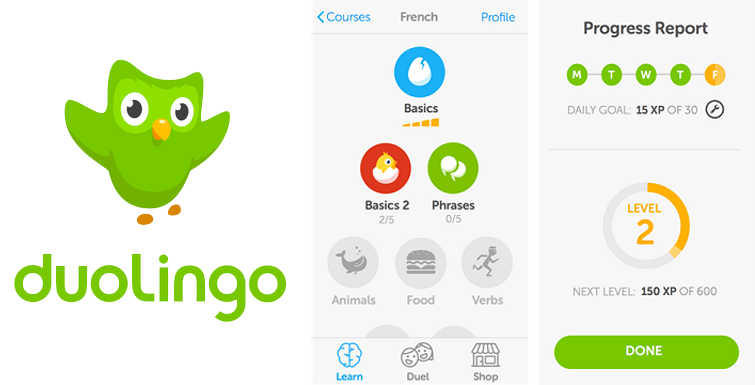 duolingo
Courses French Profile
Basics
Basics 2 Phrases
2/5 0/5
Animals Food Verbs
Learn Duel Shop
Progress Report
M T W T F
DAILY GOAL: 15 XP OF 30
LEVEL
2
NEXT LEVEL: 150 XP OF 600
DONE